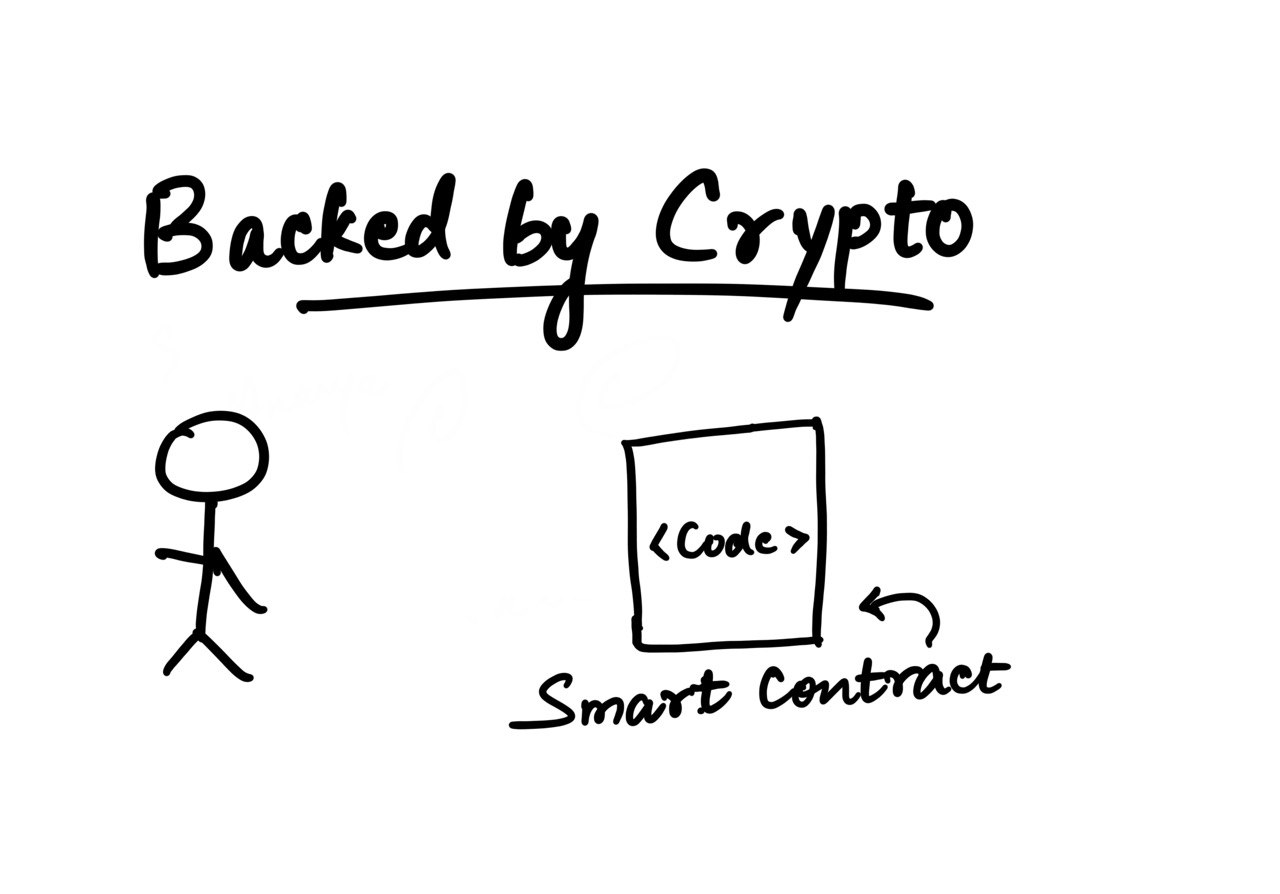 Backed by Crypto
<Code>
Smart Contract